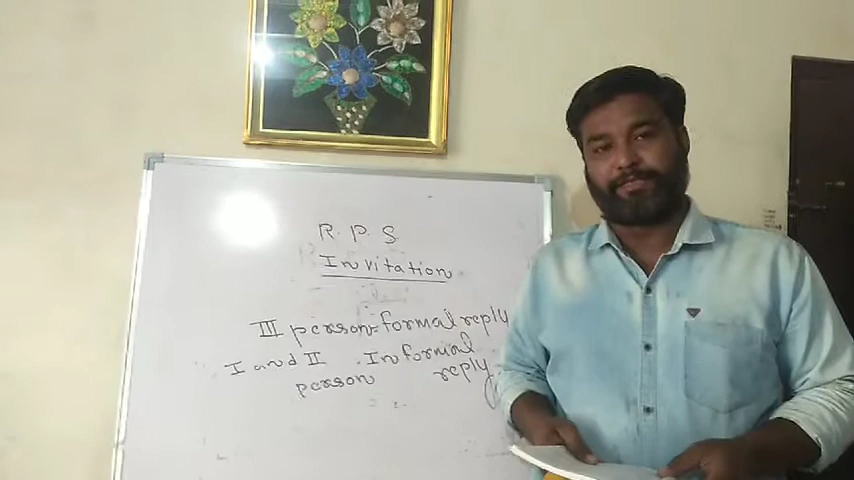 R.P.S
Invitation
III person=formal reply
I and II . Informal
person reply.